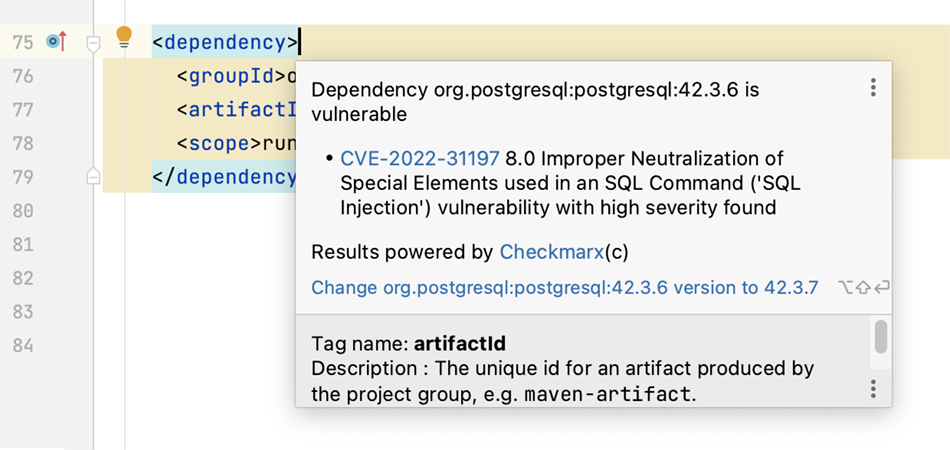 75 <dependency>
76 <groupId>o
77 <artifactI
78 <scope>run
79 </dependency
80
81
82
83
84
Dependency org.postgresql:postgresql:42.3.6 is
vulnerable
• CVE-2022-31197 8.0 Improper Neutralization of
Special Elements used in an SQL Command ('SQL
Injection') vulnerability with high severity found
Results powered by Checkmarx(c)
Change org.postgresql:postgresql:42.3.6 version to 42.3.7 ⌥⇧⏎
Tag name: artifactId
Description : The unique id for an artifact produced by
the project group, e.g. maven-artifact.